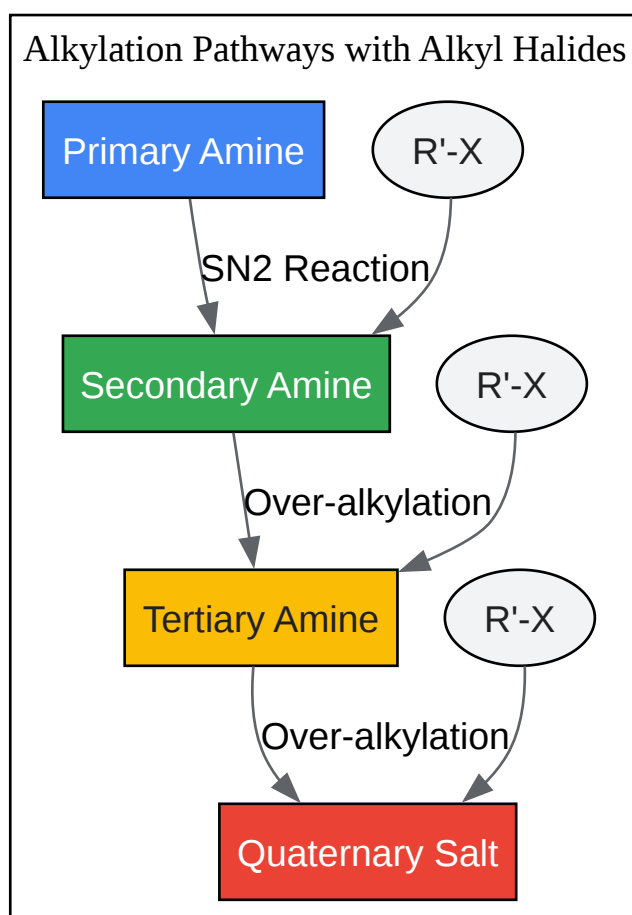 Alkylation Pathways with Alkyl Halides
Primary Amine
R'-X
SN2 Reaction
Secondary Amine
R'-X
Over-alkylation
Tertiary Amine
R'-X
Over-alkylation
Quaternary Salt